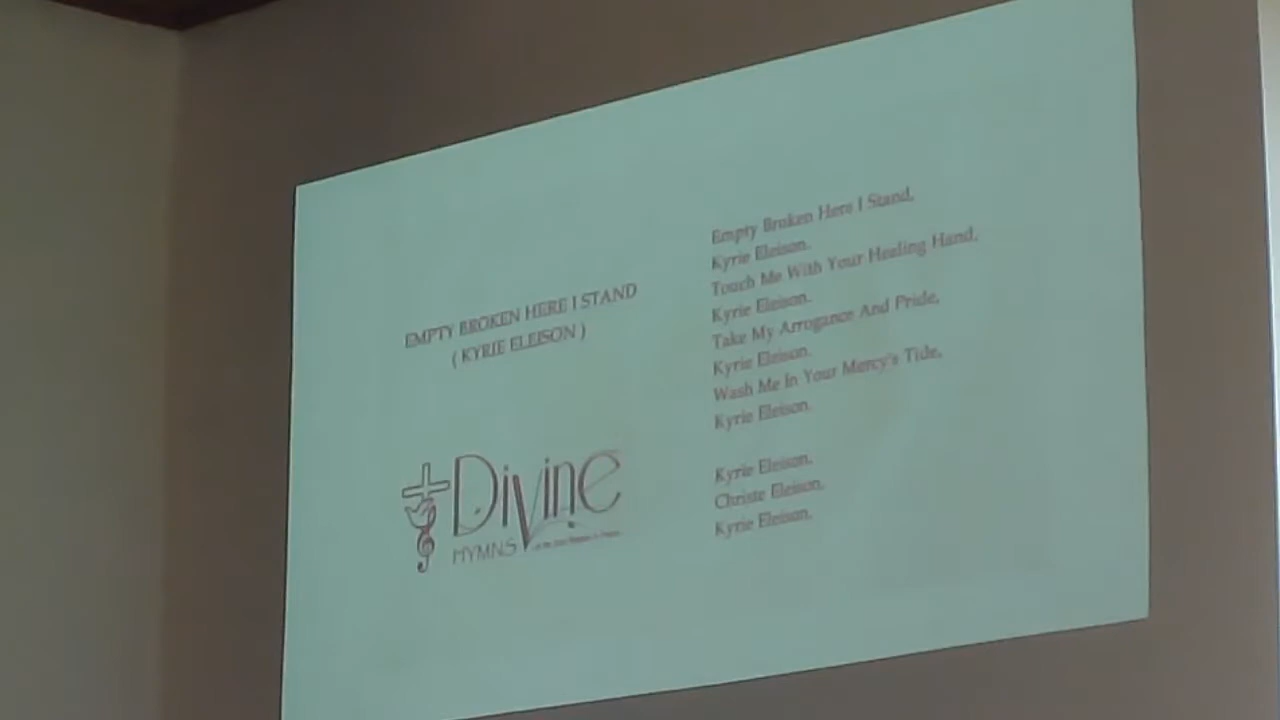 EMPTY BROKEN HERE I STAND
( KYRIE ELEISON )
Divine
HYMNS
Empty Broken Here I Stand,
Kyrie Eleison.
Touch Me With Your Healing Hand,
Kyrie Eleison.
Take My Arrogance And Pride,
Kyrie Eleison.
Wash Me In Your Mercy's Tide,
Kyrie Eleison.
Kyrie Eleison,
Christe Eleison,
Kyrie Eleison.